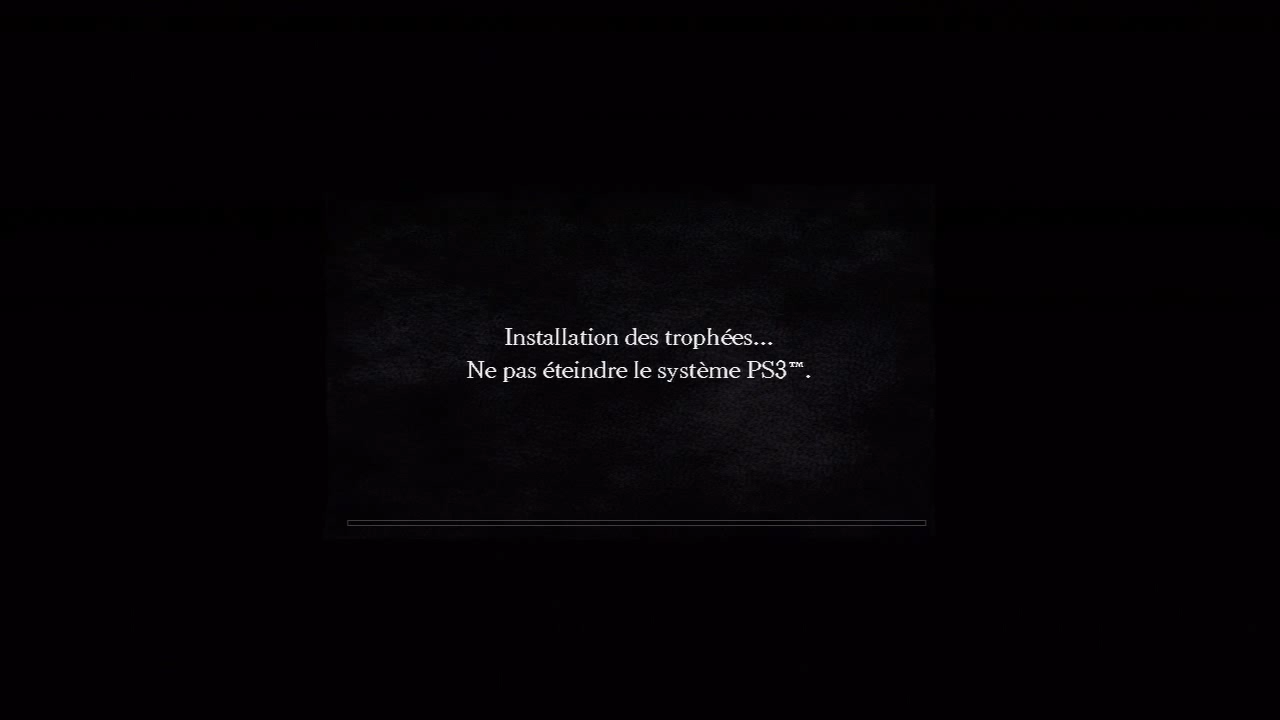 Installation des trophées...
Ne pas éteindre le système PS3™.